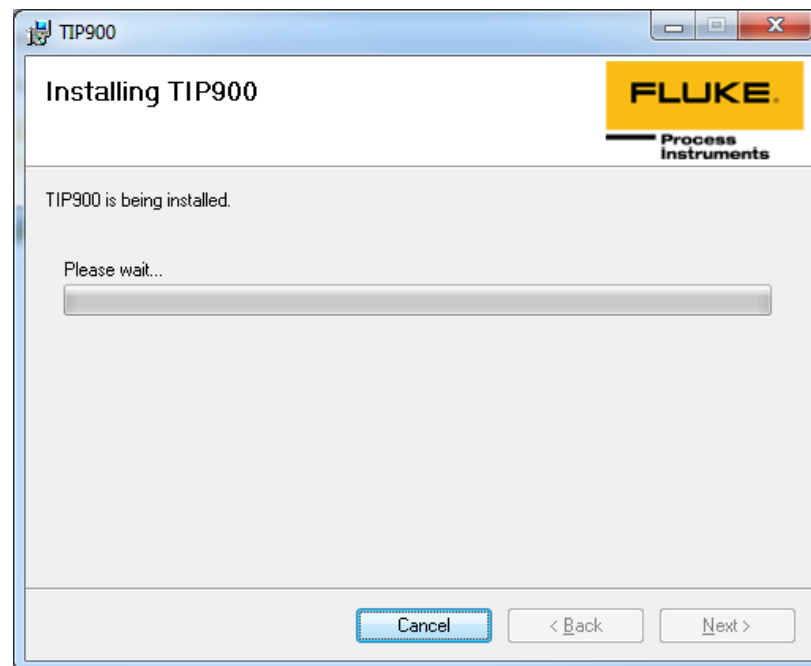 TIP900
Installing TIP900
FLUKE.
Process
Instruments
TIP900 is being installed.
Please wait...
Cancel
< Back
Next >